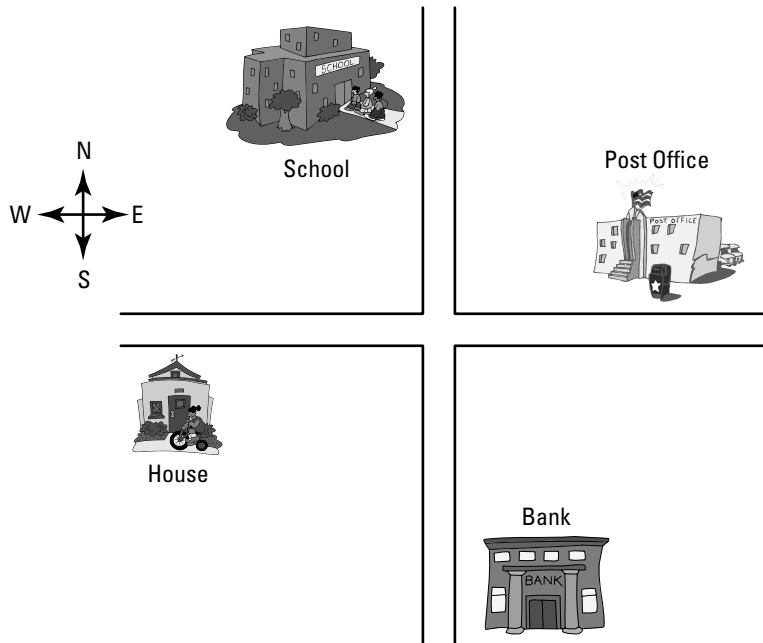 SCHOOL
School
Post Office
POST OFFICE
N
W E
S
House
Bank
BANK